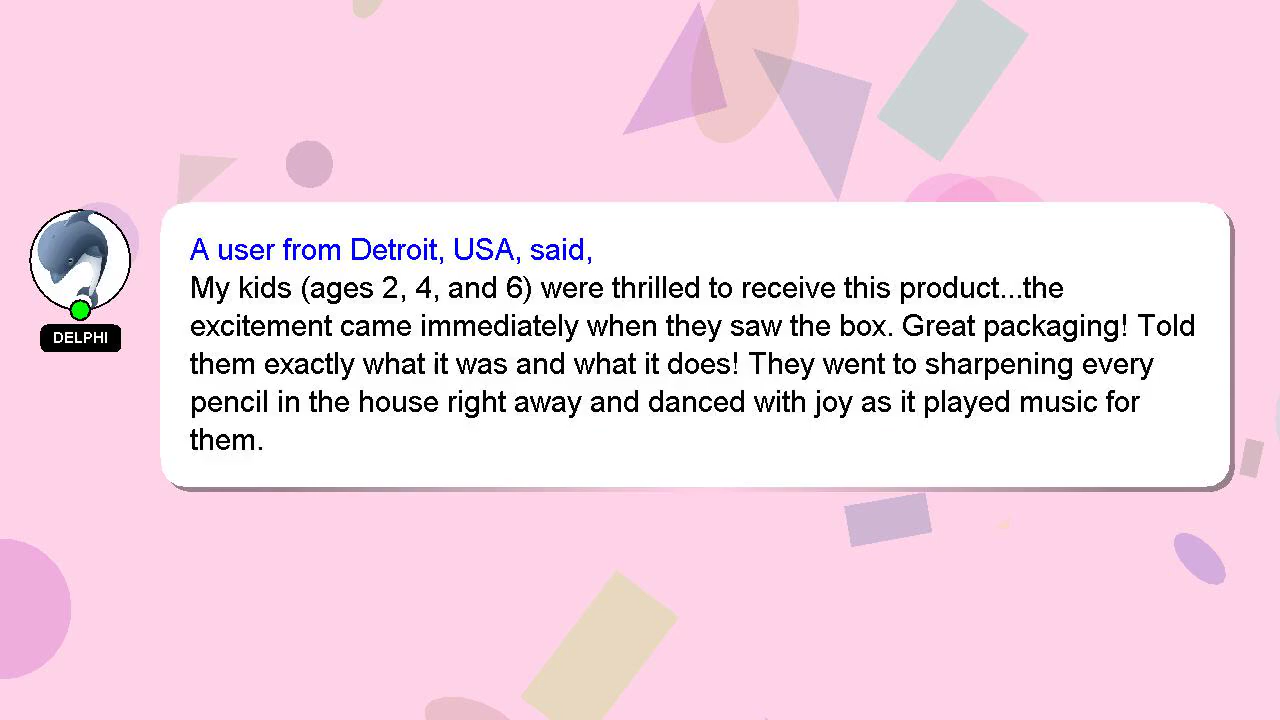 A user from Detroit, USA, said,
My kids (ages 2, 4, and 6) were thrilled to receive this product...the
excitement came immediately when they saw the box. Great packaging! Told
them exactly what it was and what it does! They went to sharpening every
pencil in the house right away and danced with joy as it played music for
them.
DELPHI